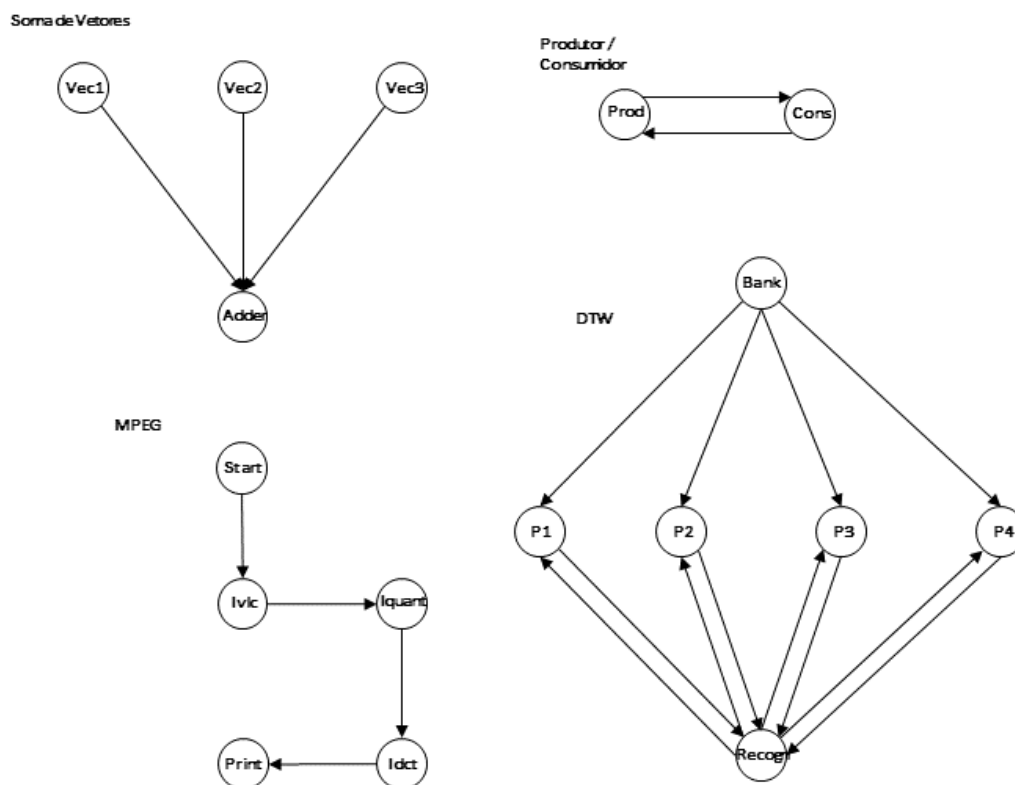 Soma de Vetores
Vec1
Vec2
Vec3
Adder
Produtor /
Consumidor
Prod
Cons
MPEG
Start
Ivlc
Iquant
Print
Idct
DTW
Bank
P1
P2
P3
P4
Recogn